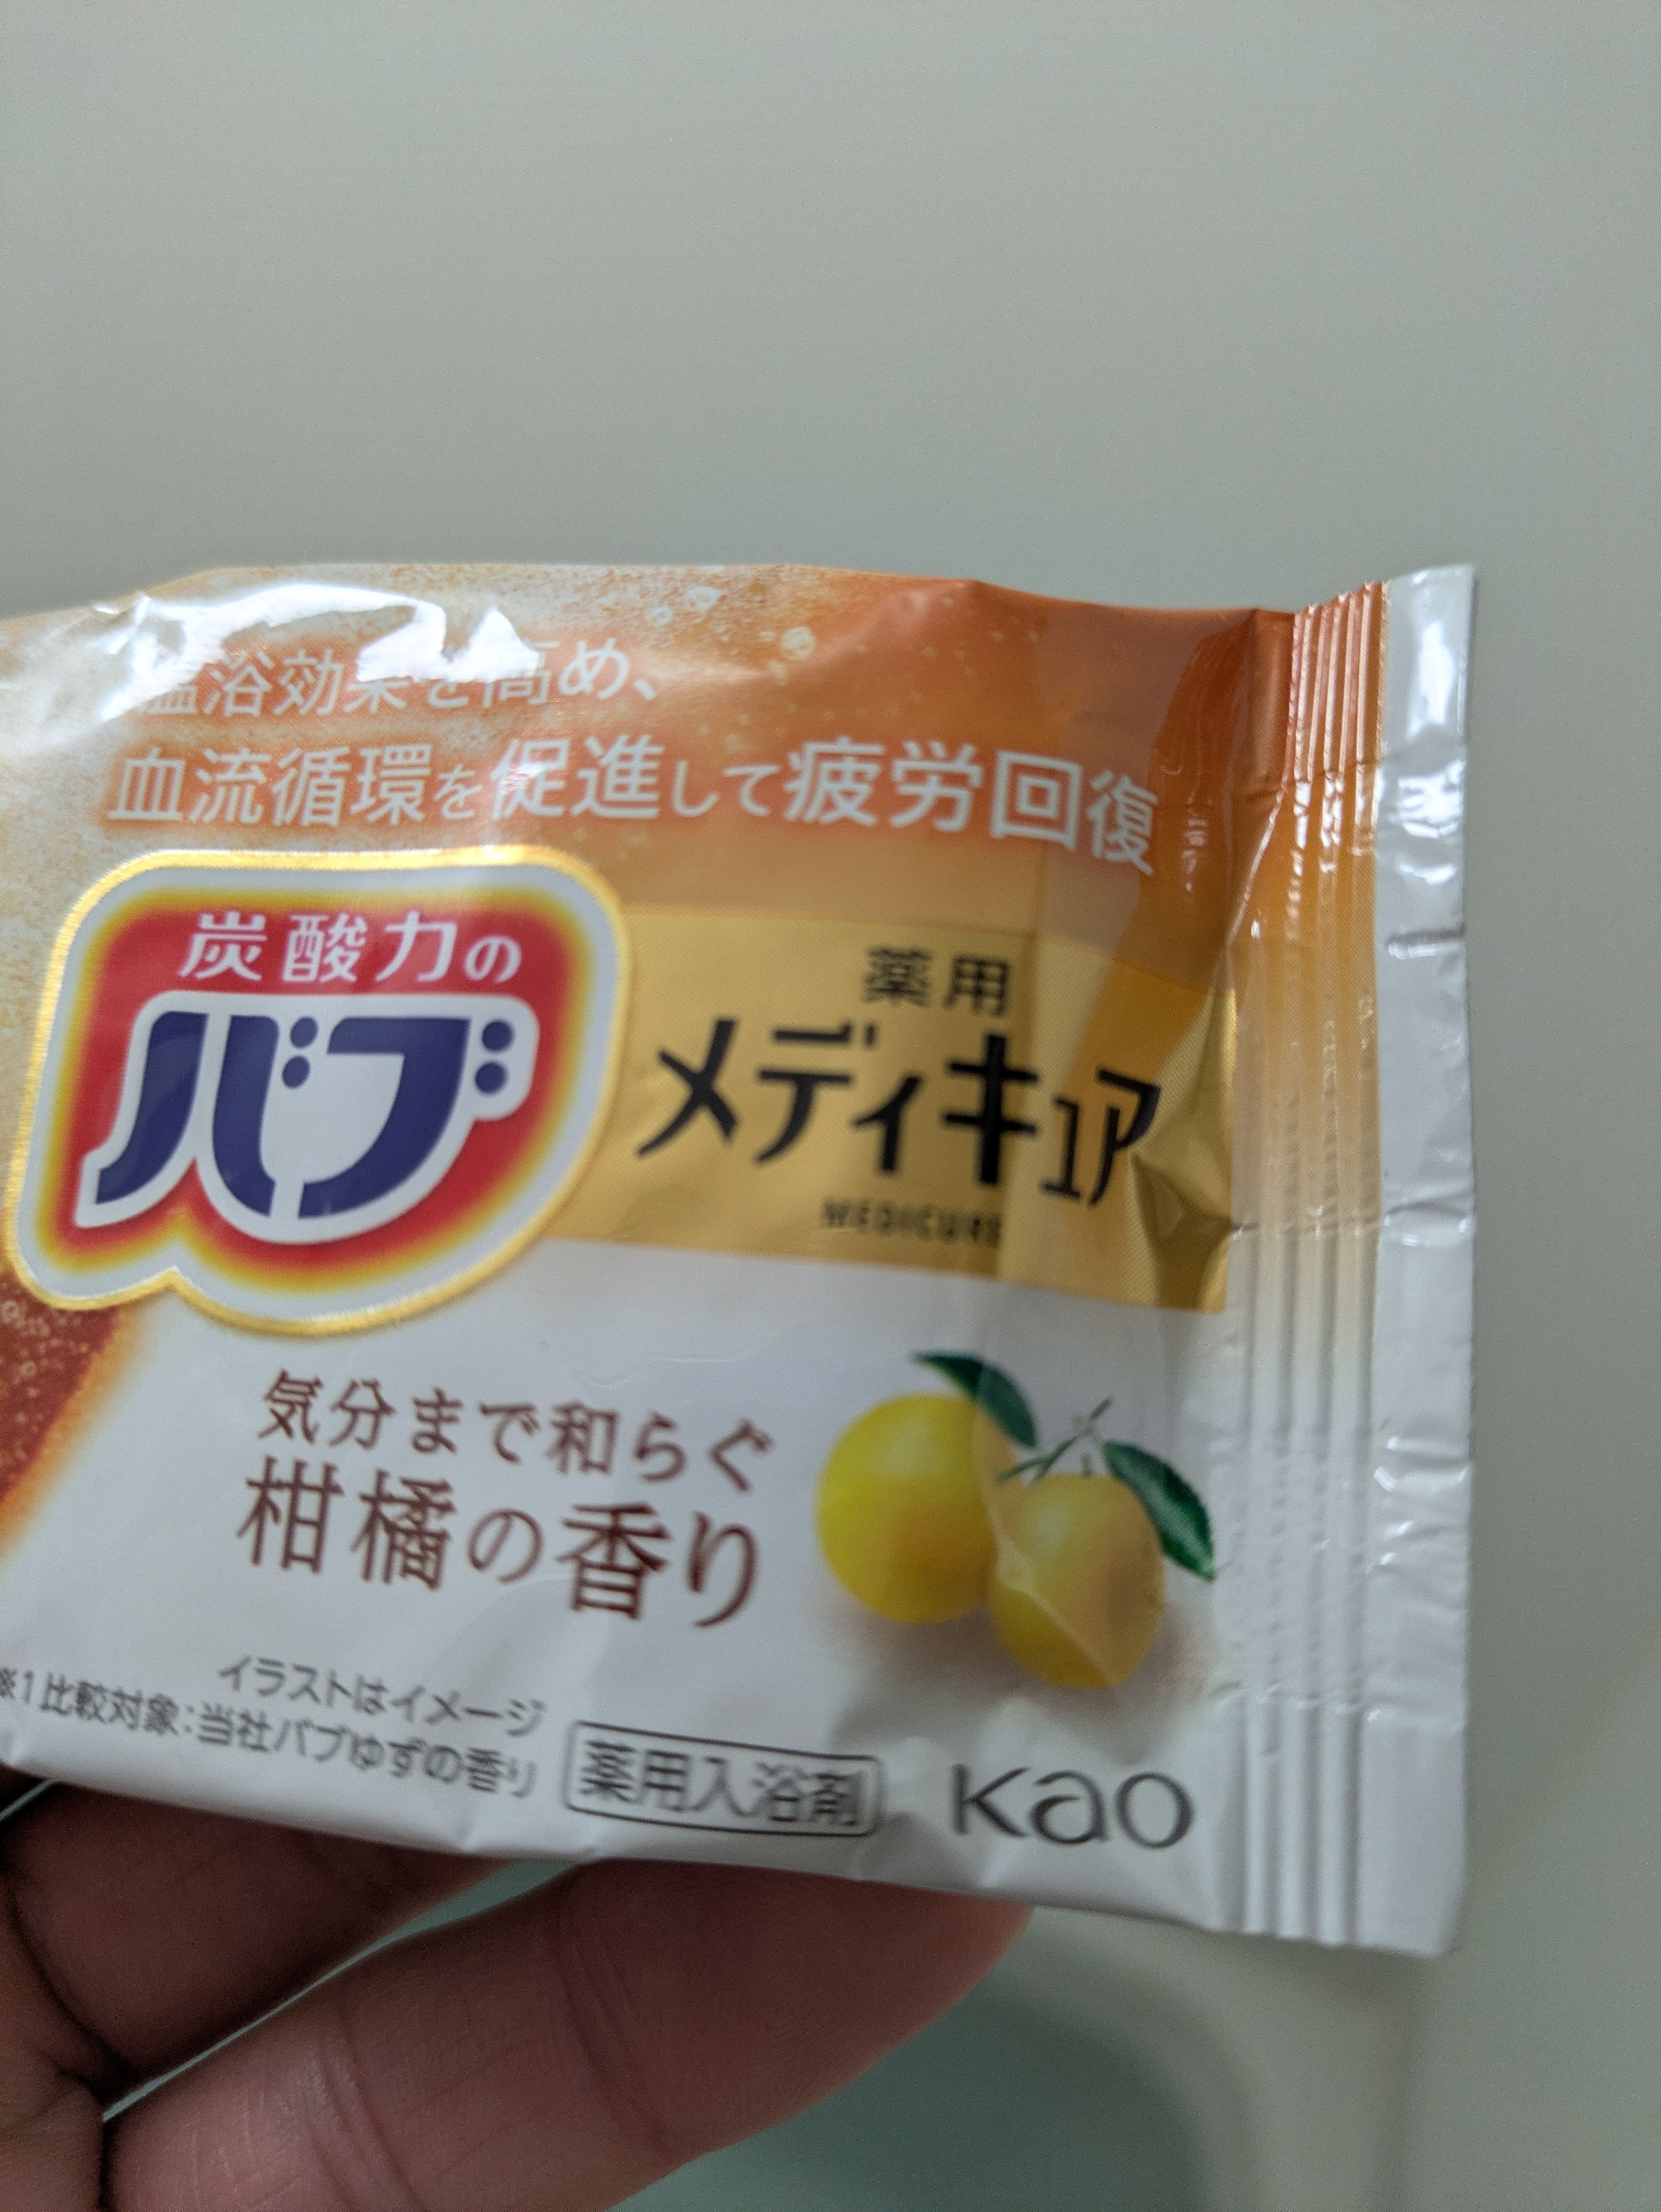 温浴効果を高め、
血流循環を促進して疲労回復
炭酸力の
バブ
薬用
メディキュア
MEDICURE
気分まで和らぐ
柑橘の香り
イラストはイメージ
※1比較対象:当社バブゆずの香り
薬用入浴剤
Kao